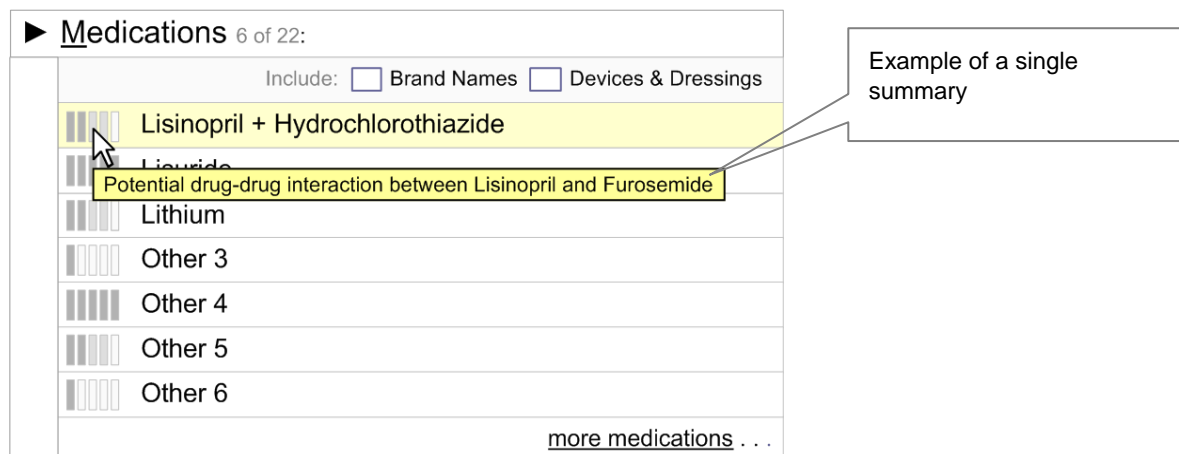 Medications 6 of 22:
Include: Brand Names Devices & Dressings
Lisinopril + Hydrochlorothiazide
Potential drug-drug interaction between Lisinopril and Furosemide
Lithium
Other 3
Other 4
Other 5
Other 6
more medications . . .
Example of a single
summary